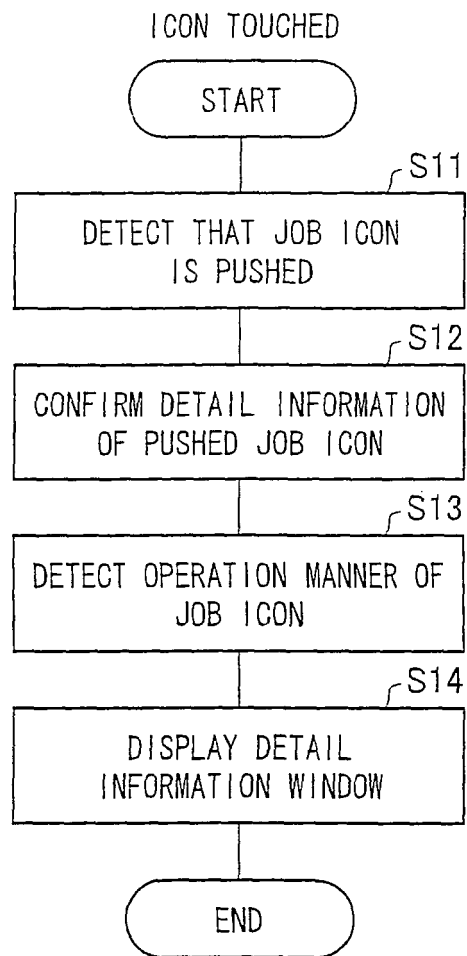 ICON TOUCHED
START
S11
DETECT THAT JOB ICON
IS PUSHED
S12
CONFIRM DETAIL INFORMATION
OF PUSHED JOB ICON
S13
DETECT OPERATION MANNER OF
JOB ICON
S14
DISPLAY DETAIL
INFORMATION WINDOW
END